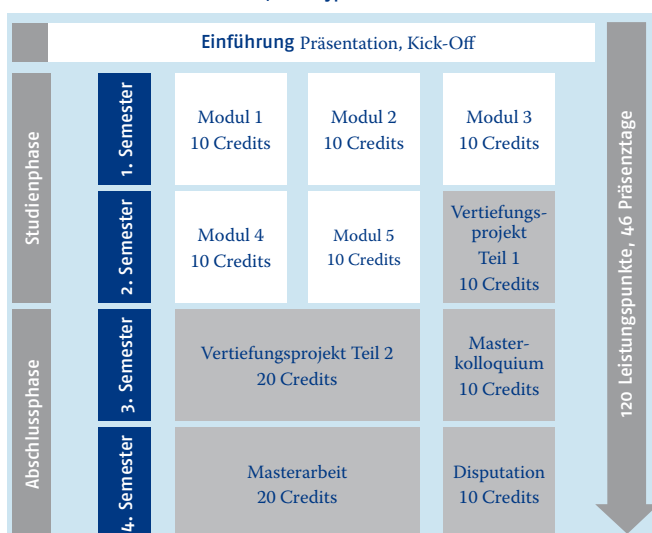 Einführung Präsentation, Kick-Off
Studienphase
1. Semester
Modul 1
10 Credits
Modul 2
10 Credits
Modul 3
10 Credits
2. Semester
Modul 4
10 Credits
Modul 5
10 Credits
Vertiefungs-
projekt
Teil 1
10 Credits
Abschlussphase
3. Semester
Vertiefungsprojekt Teil 2
20 Credits
Master-
kolloquium
10 Credits
4. Semester
Masterarbeit
20 Credits
Disputation
10 Credits
120 Leistungspunkte, 46 Präsenztage